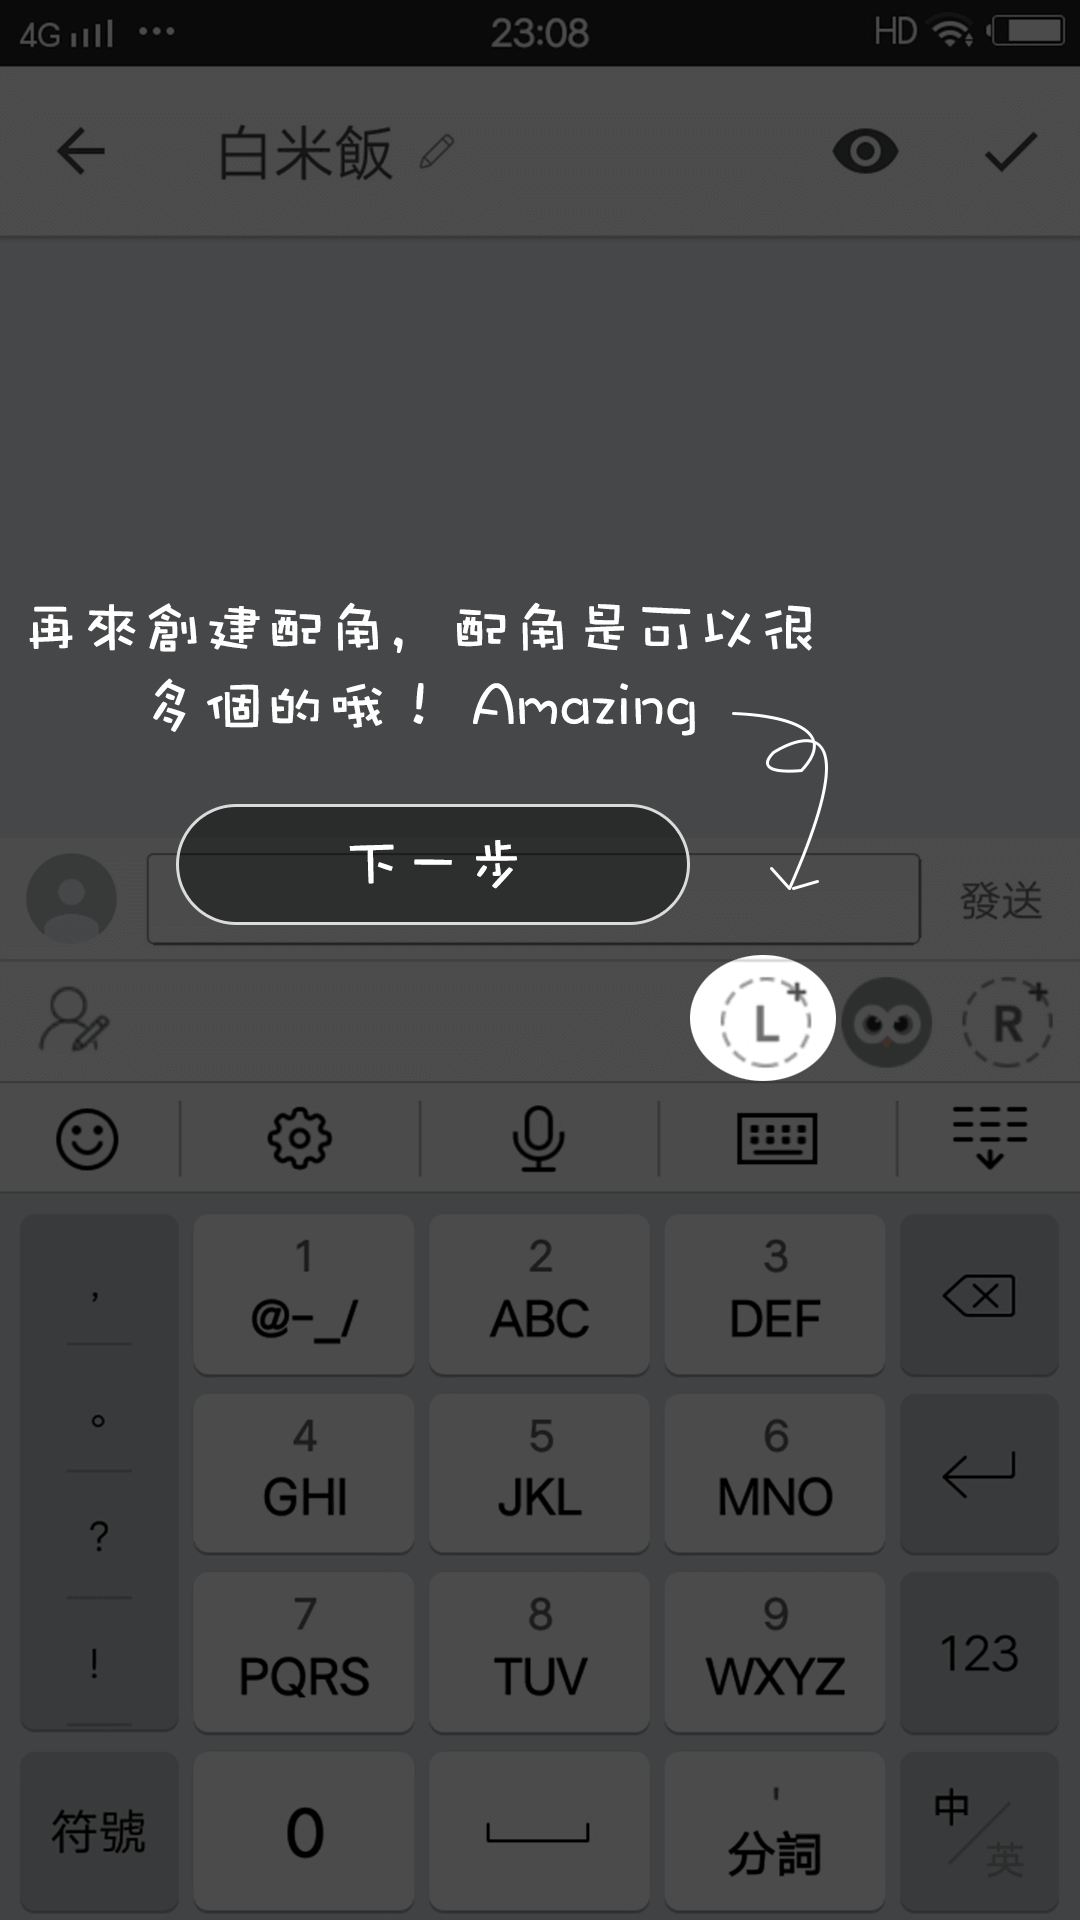 4G 23:08 HD
白米飯
再來創建配角，配角是可以很
多個的哦！Amazing
下一步
發送
L+ R+
, 1 2 3
@-_/ ABC DEF
。 4 5 6
GHI JKL MNO
?
! 7 8 9
PQRS TUV WXYZ 123
符號 0 ' 分詞 中/英